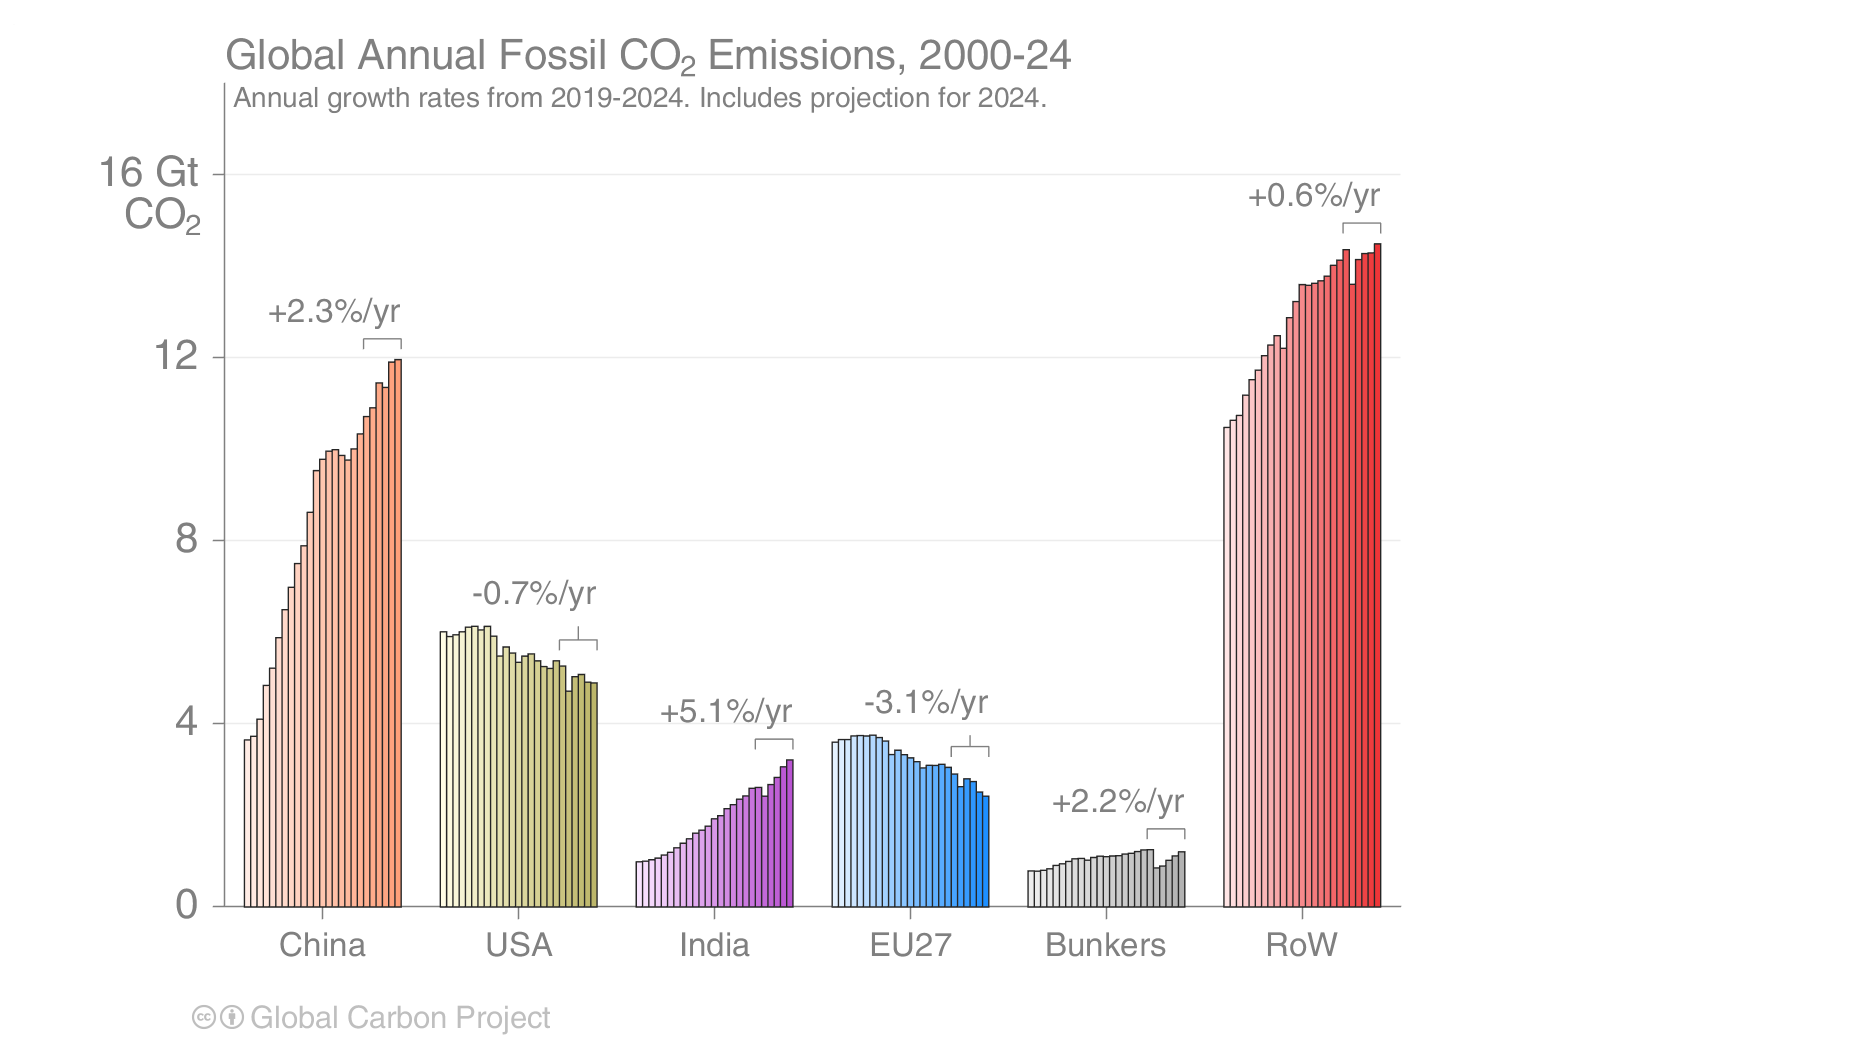 Global Annual Fossil CO₂ Emissions, 2000-24
Annual growth rates from 2019-2024. Includes projection for 2024.
16 Gt
CO₂
+0.6%/yr
+2.3%/yr
12
8
-0.7%/yr
+5.1%/yr
-3.1%/yr
4
+2.2%/yr
0
China USA India EU27 Bunkers RoW
cc Global Carbon Project